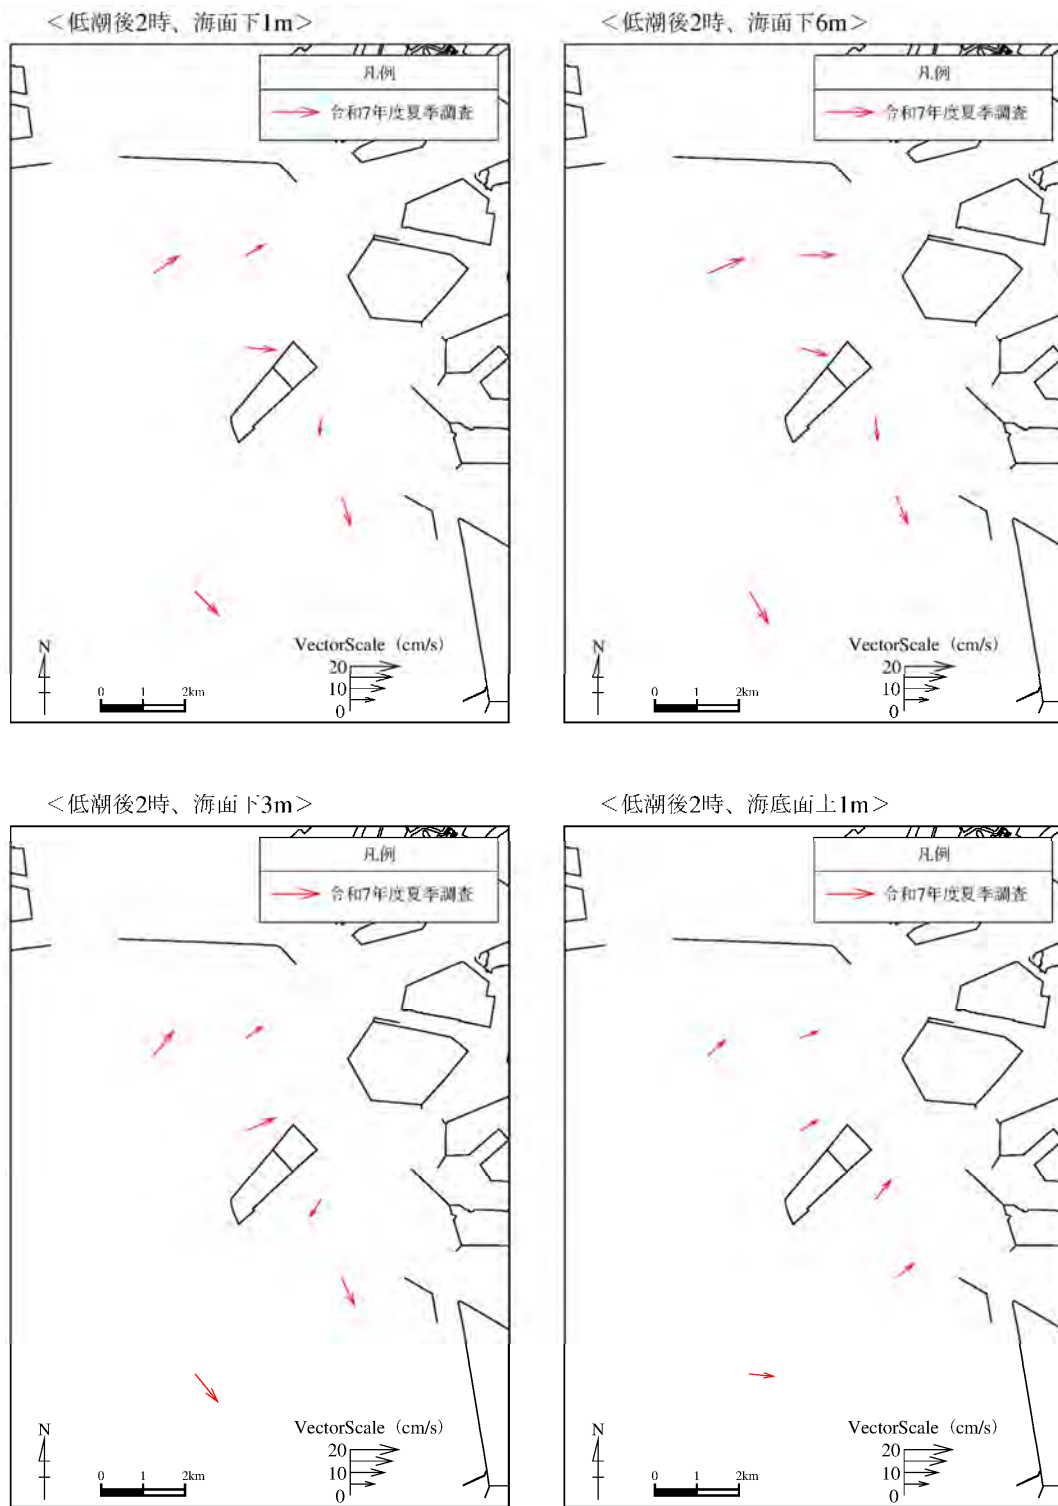 ＜低潮後2時、海面下1m＞
凡例
令和7年度夏季調査
N
0 1 2km
VectorScale（cm/s）
20
10
0
＜低潮後2時、海面下6m＞
凡例
令和7年度夏季調査
N
0 1 2km
VectorScale（cm/s）
20
10
0
＜低潮後2時、海面下3m＞
凡例
令和7年度夏季調査
N
0 1 2km
VectorScale（cm/s）
20
10
0
＜低潮後2時、海底面上1m＞
凡例
令和7年度夏季調査
N
0 1 2km
VectorScale（cm/s）
20
10
0